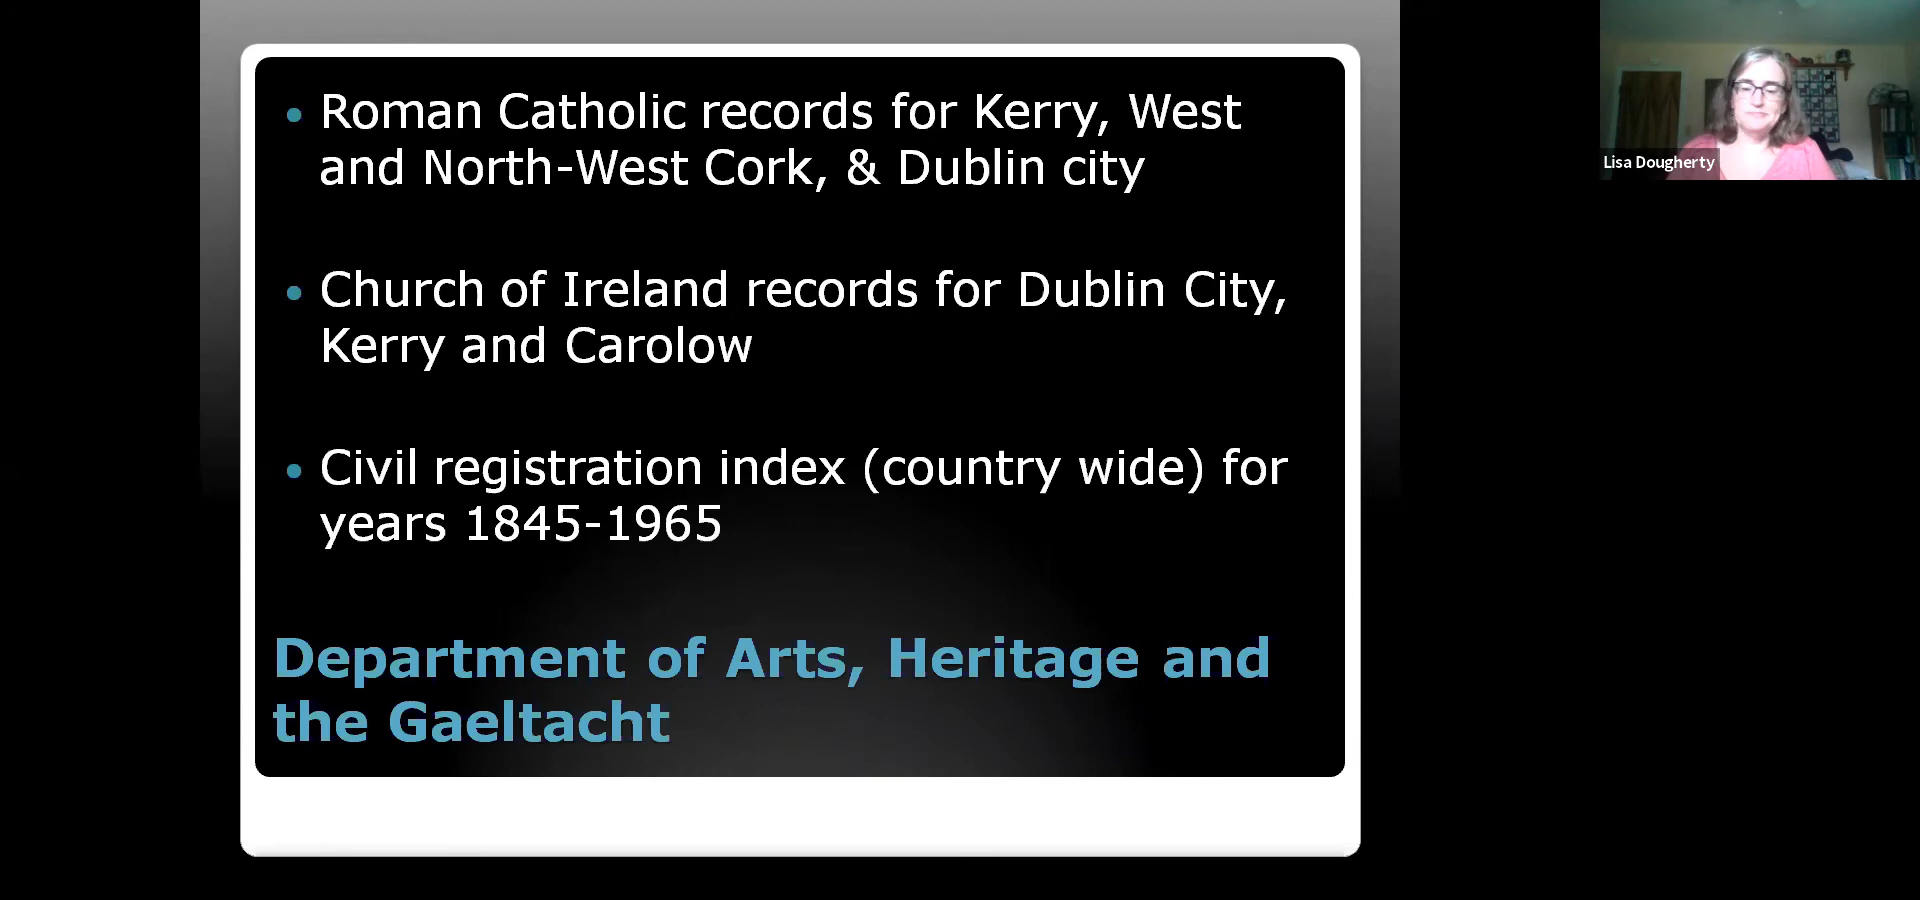 • Roman Catholic records for Kerry, West
and North-West Cork, & Dublin city
• Church of Ireland records for Dublin City,
Kerry and Carolow
• Civil registration index (country wide) for
years 1845-1965
Department of Arts, Heritage and
the Gaeltacht
Lisa Dougherty